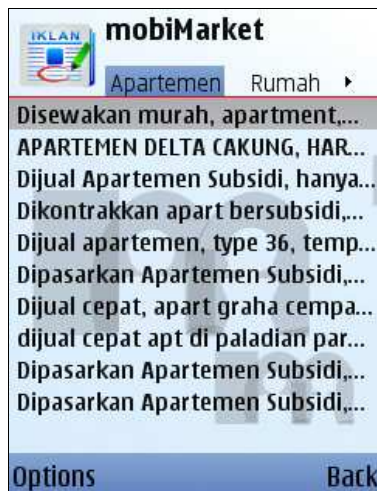 IKLAN
mobiMarket
Apartemen Rumah
Disewakan murah, apartment,...
APARTEMEN DELTA CAKUNG, HAR...
Dijual Apartemen Subsidi, hanya...
Dikontrakkan apart bersubsidi,...
Dijual apartemen, type 36, temp...
Dipasarkan Apartemen Subsidi,...
Dijual cepat, apart graha cempa...
dijual cepat apt di paladian par...
Dipasarkan Apartemen Subsidi,...
Dipasarkan Apartemen Subsidi,...
Options Back